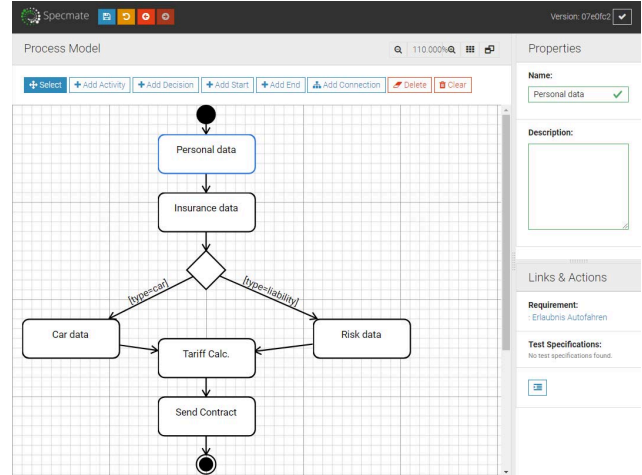 Specmate
Version: 07e0fc2
Process Model
110.000%
Properties
Select
Add Activity
Add Decision
Add Start
Add End
Add Connection
Delete
Clear
Name:
Personal data
Description:
Personal data
Insurance data
[type=car]
[type=liability]
Car data
Risk data
Tariff Calc.
Send Contract
Links & Actions
Requirement:
: Erlaubnis Autofahren
Test Specifications:
No test specifications found.